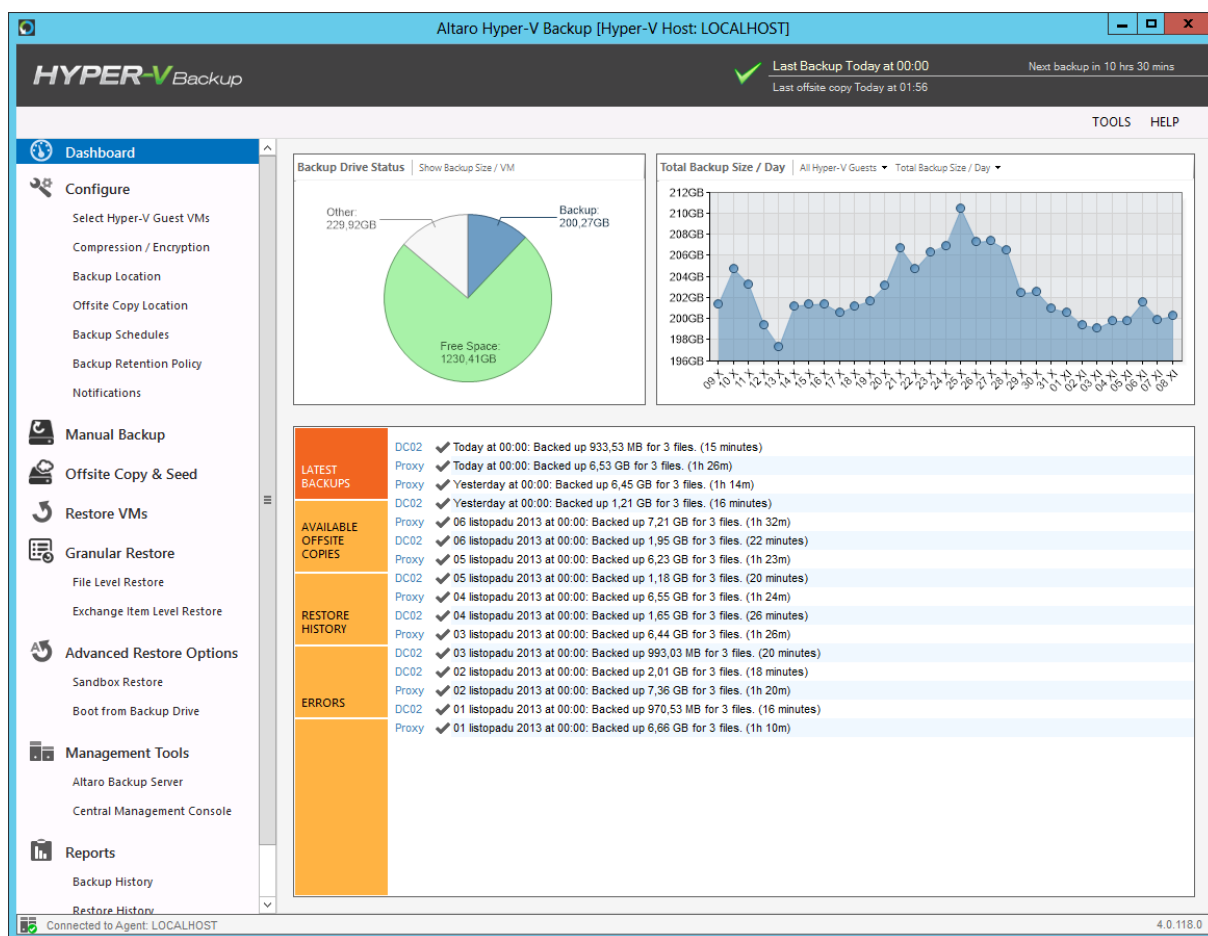 Altaro Hyper-V Backup [Hyper-V Host: LOCALHOST]
HYPER-V Backup
Last Backup Today at 00:00
Next backup in 10 hrs 30 mins
Last offsite copy Today at 01:56
TOOLS HELP
Dashboard
Configure
Select Hyper-V Guest VMs
Compression / Encryption
Backup Location
Offsite Copy Location
Backup Schedules
Backup Retention Policy
Notifications
Manual Backup
Offsite Copy & Seed
Restore VMs
Granular Restore
File Level Restore
Exchange Item Level Restore
Advanced Restore Options
Sandbox Restore
Boot from Backup Drive
Management Tools
Altaro Backup Server
Central Management Console
Reports
Backup History
Restore History
Backup Drive Status Show Backup Size / VM
Other:
229,92GB
Backup:
200,27GB
Free Space:
1230,41GB
Total Backup Size / Day All Hyper-V Guests Total Backup Size / Day
212GB
210GB
208GB
206GB
204GB
202GB
200GB
198GB
196GB
09 X 10 X 11 X 12 X 13 X 14 X 15 X 16 X 17 X 18 X 19 X 20 X 21 X 22 X 23 X 24 X 25 X 26 X 27 X 28 X 29 X 30 X 31 X 01 XI 02 XI 03 XI 04 XI 05 XI 06 XI 07 XI 08 XI
LATEST
BACKUPS
AVAILABLE
OFFSITE
COPIES
RESTORE
HISTORY
ERRORS
DC02 Today at 00:00: Backed up 933,53 MB for 3 files. (15 minutes)
Proxy Today at 00:00: Backed up 6,53 GB for 3 files. (1h 26m)
Proxy Yesterday at 00:00: Backed up 6,45 GB for 3 files. (1h 14m)
DC02 Yesterday at 00:00: Backed up 1,21 GB for 3 files. (16 minutes)
Proxy 06 listopadu 2013 at 00:00: Backed up 7,21 GB for 3 files. (1h 32m)
DC02 06 listopadu 2013 at 00:00: Backed up 1,95 GB for 3 files. (22 minutes)
Proxy 05 listopadu 2013 at 00:00: Backed up 6,23 GB for 3 files. (1h 23m)
DC02 05 listopadu 2013 at 00:00: Backed up 1,18 GB for 3 files. (20 minutes)
Proxy 04 listopadu 2013 at 00:00: Backed up 6,55 GB for 3 files. (1h 24m)
DC02 04 listopadu 2013 at 00:00: Backed up 1,65 GB for 3 files. (26 minutes)
Proxy 03 listopadu 2013 at 00:00: Backed up 6,44 GB for 3 files. (1h 26m)
DC02 03 listopadu 2013 at 00:00: Backed up 993,03 MB for 3 files. (20 minutes)
DC02 02 listopadu 2013 at 00:00: Backed up 2,01 GB for 3 files. (18 minutes)
Proxy 02 listopadu 2013 at 00:00: Backed up 7,36 GB for 3 files. (1h 20m)
DC02 01 listopadu 2013 at 00:00: Backed up 970,53 MB for 3 files. (16 minutes)
Proxy 01 listopadu 2013 at 00:00: Backed up 6,66 GB for 3 files. (1h 10m)
Connected to Agent: LOCALHOST
4.0.118.0